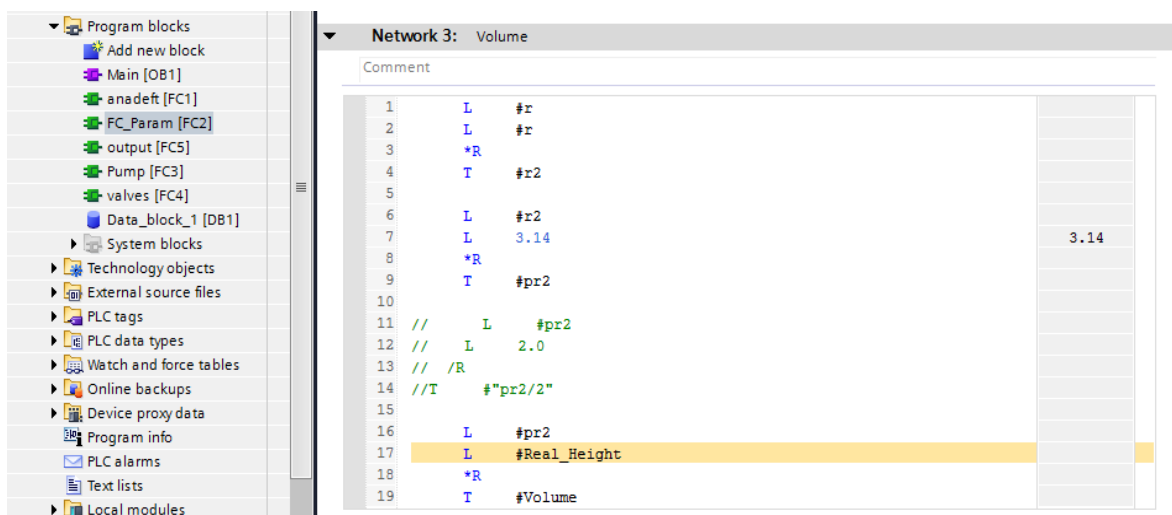 Program blocks
Add new block
Main [OB1]
anadeft [FC1]
FC_Param [FC2]
output [FC5]
Pump [FC3]
valves [FC4]
Data_block_1 [DB1]
System blocks
Technology objects
External source files
PLC tags
PLC data types
Watch and force tables
Online backups
Device proxy data
Program info
PLC alarms
Text lists
Local modules
Network 3: Volume
Comment
1 L #r
2 L #r
3 *R
4 T #r2
5
6 L #r2
7 L 3.14 3.14
8 *R
9 T #pr2
10
11 // L #pr2
12 // L 2.0
13 // /R
14 //T #"pr2/2"
15
16 L #pr2
17 L #Real_Height
18 *R
19 T #Volume